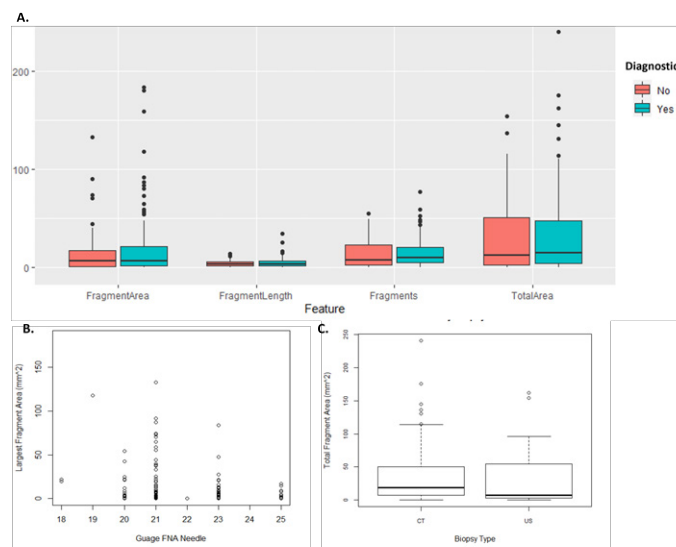 A.
200
100
0
FragmentArea
FragmentLength
Fragments
TotalArea
Feature
Diagnostic
No
Yes
B.
Largest Fragment Area (mm^2)
150
100
50
0
18 19 20 21 22 23 24 25
Guage FNA Needle
C.
Total Fragment Area (mm^2)
250
200
150
100
50
0
CT
US
Biopsy Type